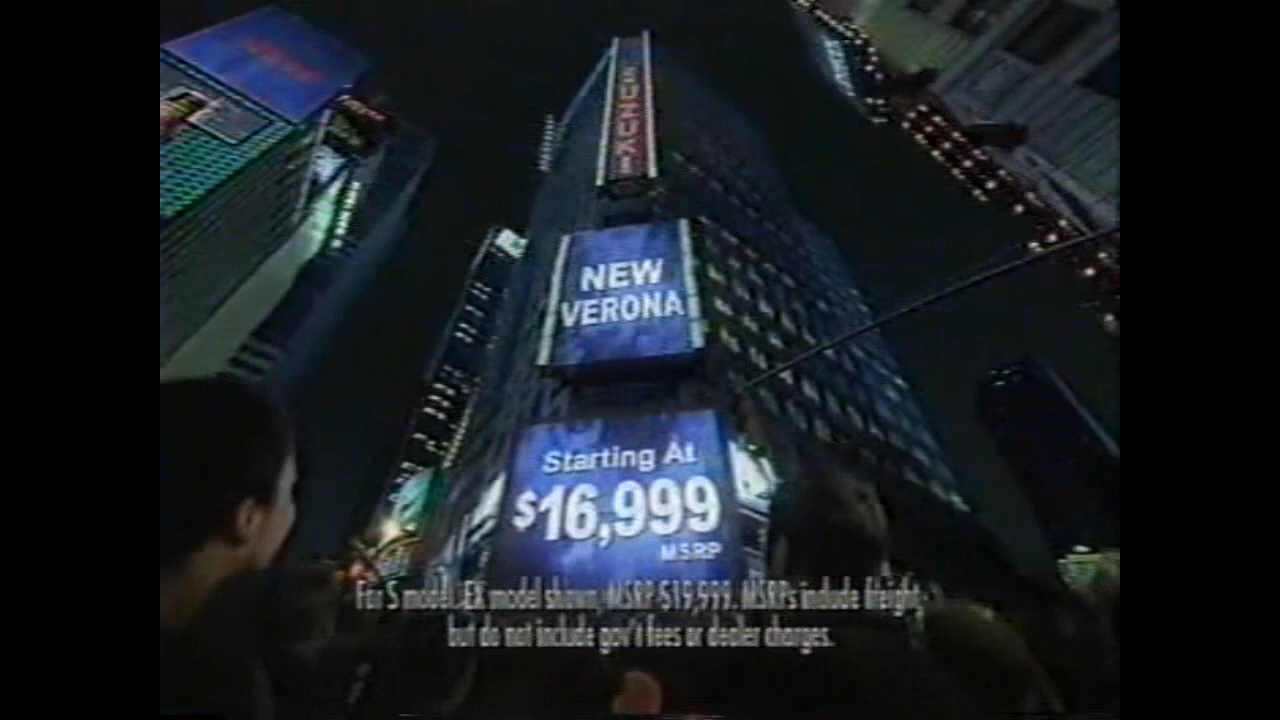 SUZUKI
NEW
VERONA
Starting At
$16,999
MSRP
For S model. EX model shown, MSRP $19,999. MSRPs include freight,
but do not include gov't fees or dealer charges.